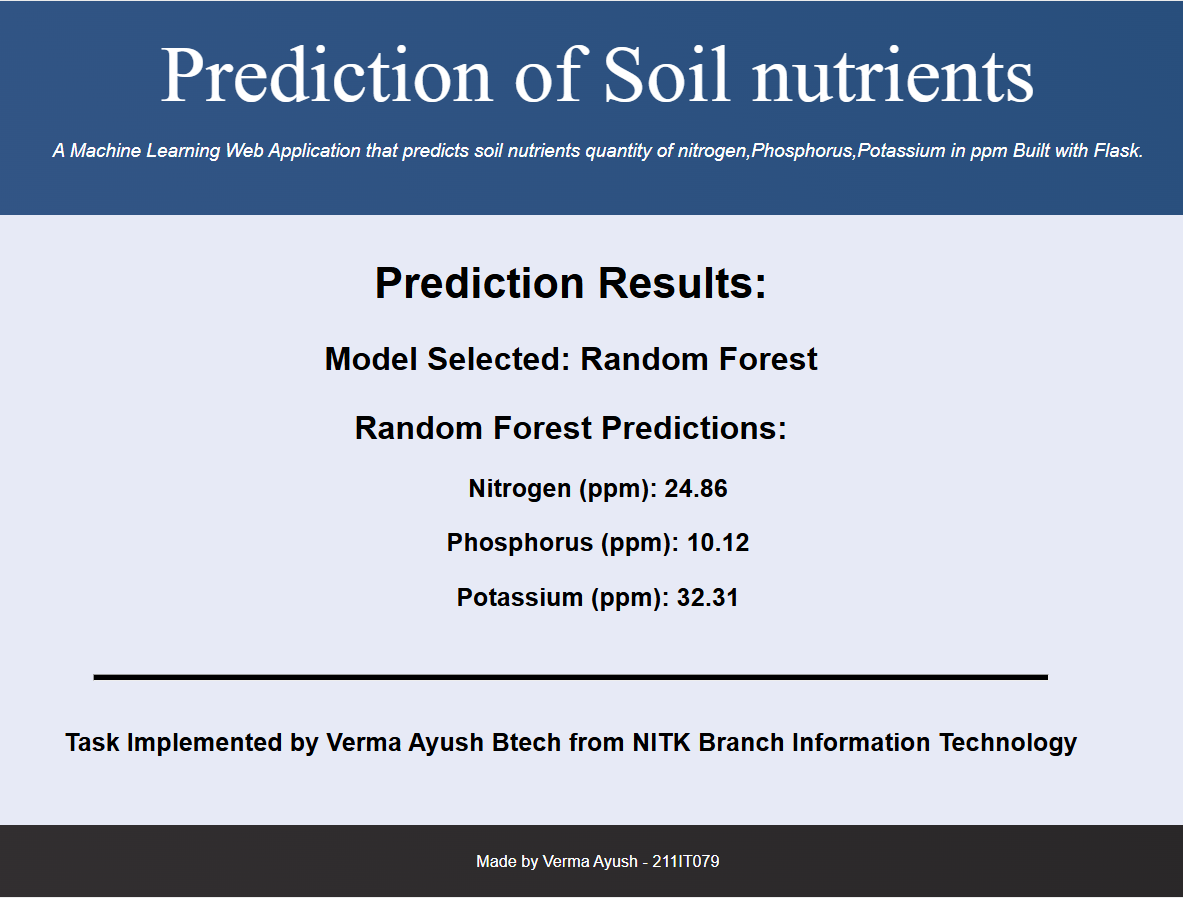 Prediction of Soil nutrients
A Machine Learning Web Application that predicts soil nutrients quantity of nitrogen,Phosphorus,Potassium in ppm Built with Flask.
Prediction Results:
Model Selected: Random Forest
Random Forest Predictions:
Nitrogen (ppm): 24.86
Phosphorus (ppm): 10.12
Potassium (ppm): 32.31
Task Implemented by Verma Ayush Btech from NITK Branch Information Technology
Made by Verma Ayush - 211IT079